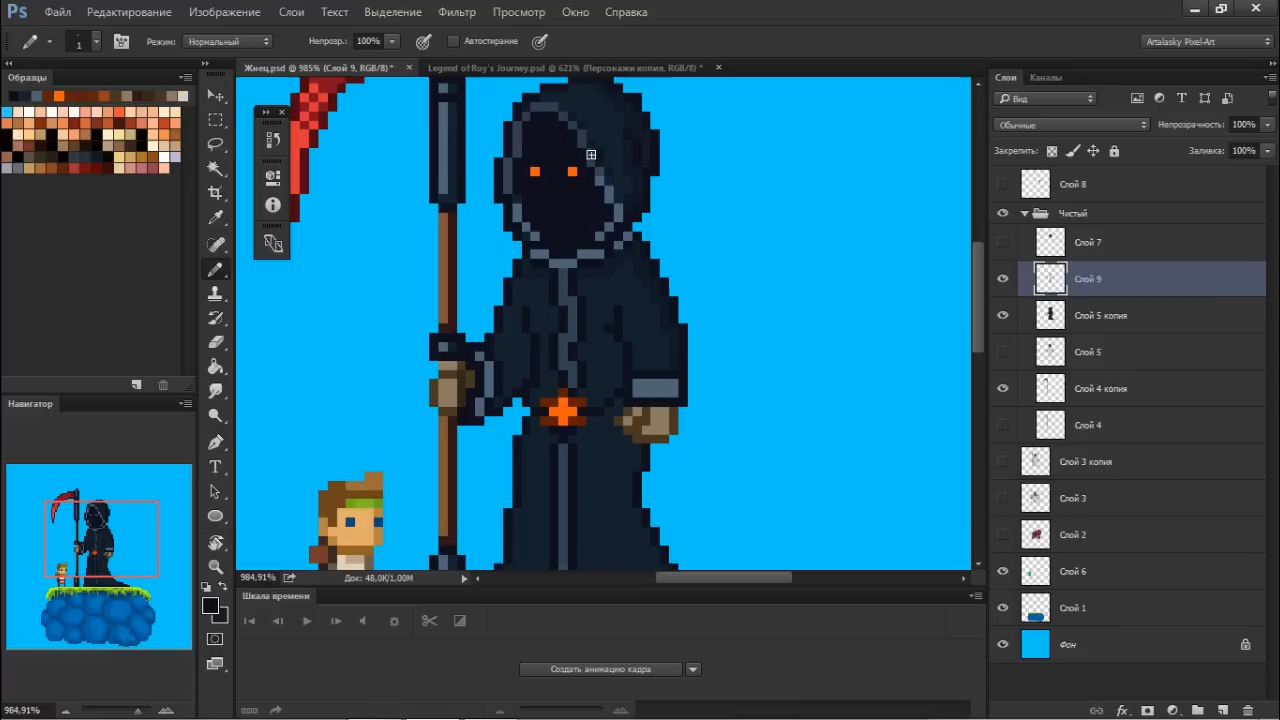 Ps Файл Изображение Слои Текст Выделение Фильтр Просмотр Окно Справка
1 Режим: Нормальный Непрозр.: 100% Автостирание Artalasky Pixel-Art
Жнец.psd @ 985% (Слой 9, RGB/8) * × Legend of Roy's Journey.psd @ 621% (Персонажи копия, RGB/8) * ×
Образцы
Слои Каналы
Вид
Обычные Непрозрачность: 100%
Закрепить: Заливка: 100%
Слой 8
Чистый
Слой 7
Слой 9
Слой 5 копия
Слой 5
Слой 4 копия
Слой 4
Слой 3 копия
Слой 3
Слой 2
Слой 6
Слой 1
Фон
Навигатор
984,91% Док: 48,0K/1,00M
Шкала времени
Создать анимацию кадра
984,91%